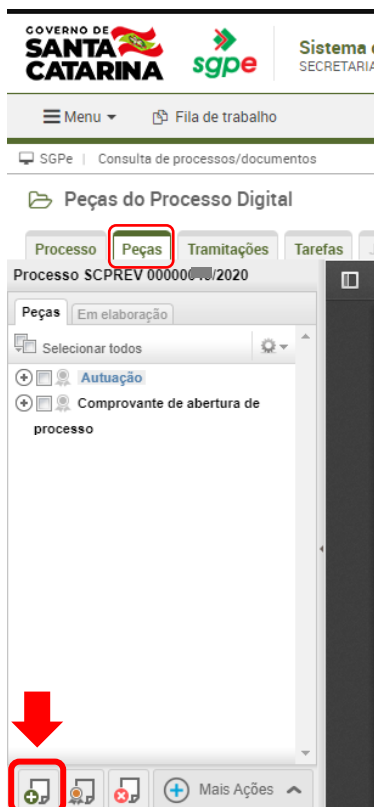 GOVERNO DE
SANTA
CATARINA
sgpe
Sistema
SECRETARIA
Menu
Fila de trabalho
SGPe | Consulta de processos/documentos
Peças do Processo Digital
Processo Peças Tramitações Tarefas
Processo SCPREV /2020
Peças Em elaboração
Selecionar todos
Autuação
Comprovante de abertura de
processo
Mais Ações